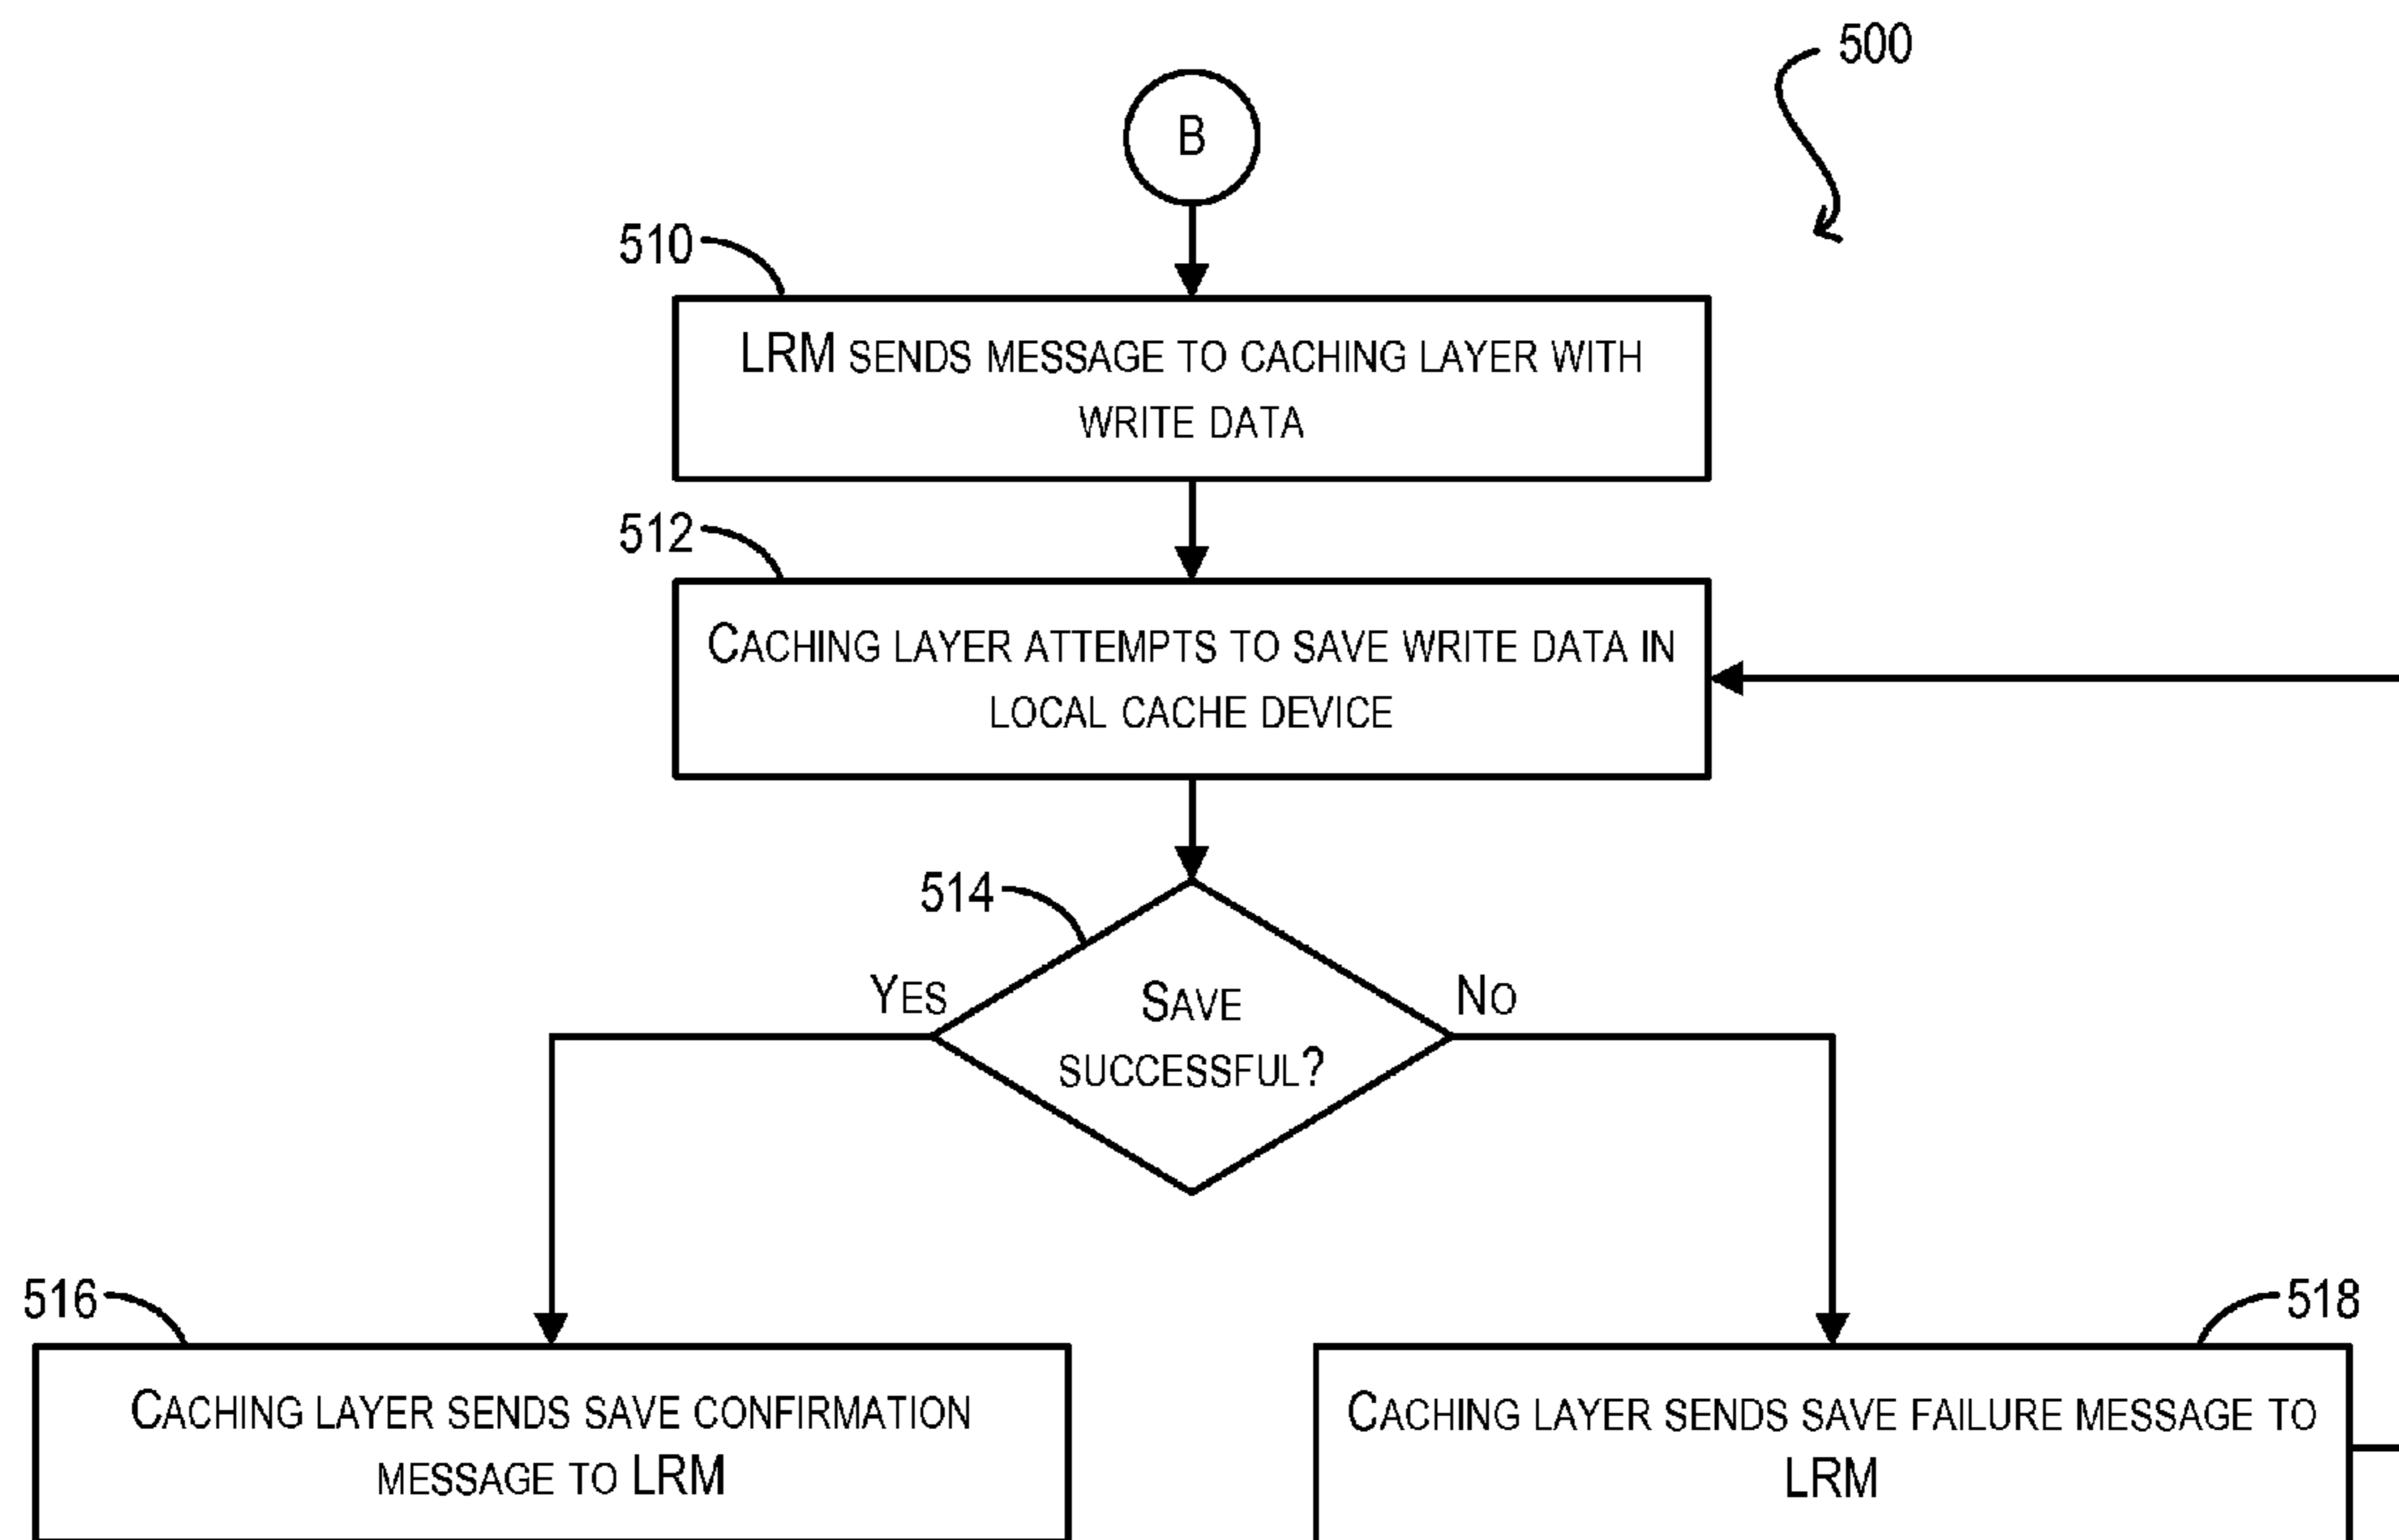 500
B
510
LRM SENDS MESSAGE TO CACHING LAYER WITH
WRITE DATA
512
CACHING LAYER ATTEMPTS TO SAVE WRITE DATA IN
LOCAL CACHE DEVICE
514
YES
NO
SAVE
SUCCESSFUL?
516
518
CACHING LAYER SENDS SAVE CONFIRMATION
MESSAGE TO LRM
CACHING LAYER SENDS SAVE FAILURE MESSAGE TO
LRM